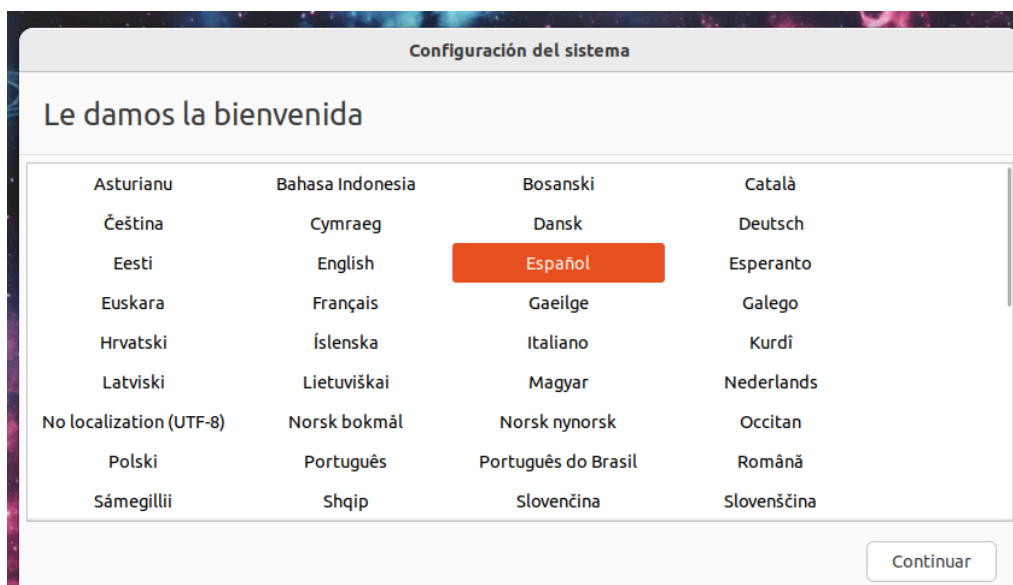 Configuración del sistema
Le damos la bienvenida
Asturianu Bahasa Indonesia Bosanski Català
Čeština Cymraeg Dansk Deutsch
Eesti English Español Esperanto
Euskara Français Gaeilge Galego
Hrvatski Íslenska Italiano Kurdî
Latviski Lietuviškai Magyar Nederlands
No localization (UTF-8) Norsk bokmål Norsk nynorsk Occitan
Polski Português Português do Brasil Română
Sámegillii Shqip Slovenčina Slovenščina
Continuar